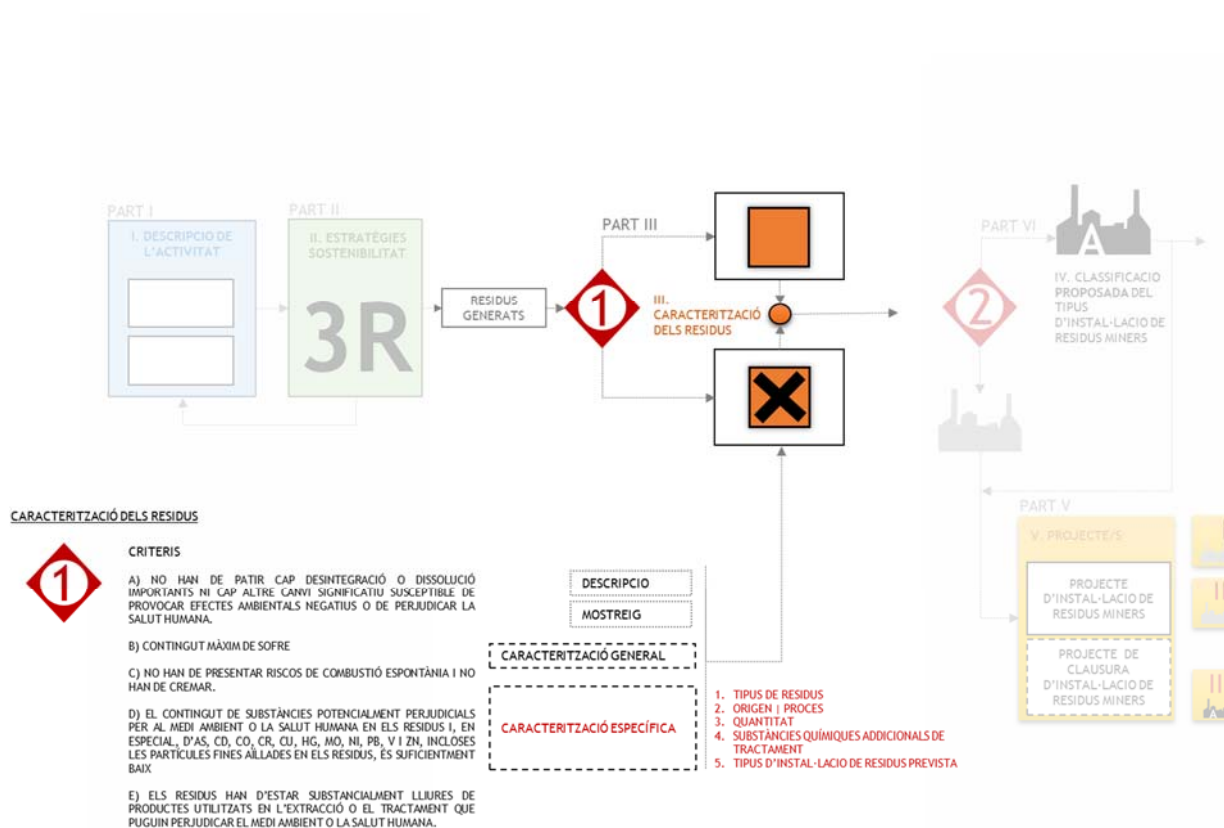 PART I
I. DESCRIPCIO DE
L'ACTIVITAT
PART II
II. ESTRATÉGIES
SOSTENIBILITAT
3R
RESIDUS
GENERATS
PART III
1
III.
CARACTERITZACIÓ
DELS RESIDUS
PART VI
A
2
IV. CLASSIFICACIO
PROPOSADA DEL
TIPUS
D'INSTAL·LACIO DE
RESIDUS MINERS
PART V
V. PROJECTE/S
PROJECTE
D'INSTAL·LACIO DE
RESIDUS MINERS
PROJECTE DE
CLAUSURA
D'INSTAL·LACIO DE
RESIDUS MINERS
CARACTERITZACIÓ DELS RESIDUS
1
CRITERIS
A) NO HAN DE PATIR CAP DESINTEGRACIÓ O DISSOLUCIÓ
IMPORTANTS NI CAP ALTRE CANVI SIGNIFICATIU SUSCEPTIBLE DE
PROVOCAR EFECTES AMBIENTALS NEGATIUS O DE PERJUDICAR LA
SALUT HUMANA.
B) CONTINGUT MÀXIM DE SOFRE
C) NO HAN DE PRESENTAR RISCOS DE COMBUSTIÓ ESPONTÀNIA I NO
HAN DE CREMAR.
D) EL CONTINGUT DE SUBSTÀNCIES POTENCIALMENT PERJUDICIALS
PER AL MEDI AMBIENT O LA SALUT HUMANA EN ELS RESIDUS I, EN
ESPECIAL, D'AS, CD, CO, CR, CU, HG, MO, NI, PB, V I ZN, INCLOSES
LES PARTÍCULES FINES AÏLLADES EN ELS RESIDUS, ÉS SUFICIENTMENT
BAIX
E) ELS RESIDUS HAN D'ESTAR SUBSTANCIALMENT LLIURES DE
PRODUCTES UTILITZATS EN L'EXTRACCIÓ O EL TRACTAMENT QUE
PUGUIN PERJUDICAR EL MEDI AMBIENT O LA SALUT HUMANA.
DESCRIPCIO
MOSTREIG
CARACTERITZACIÓ GENERAL
CARACTERITZACIÓ ESPECÍFICA
1. TIPUS DE RESIDUS
2. ORIGEN | PROCES
3. QUANTITAT
4. SUBSTÀNCIES QUÍMIQUES ADDICIONALS DE
TRACTAMENT
5. TIPUS D'INSTAL·LACIO DE RESIDUS PREVISTA